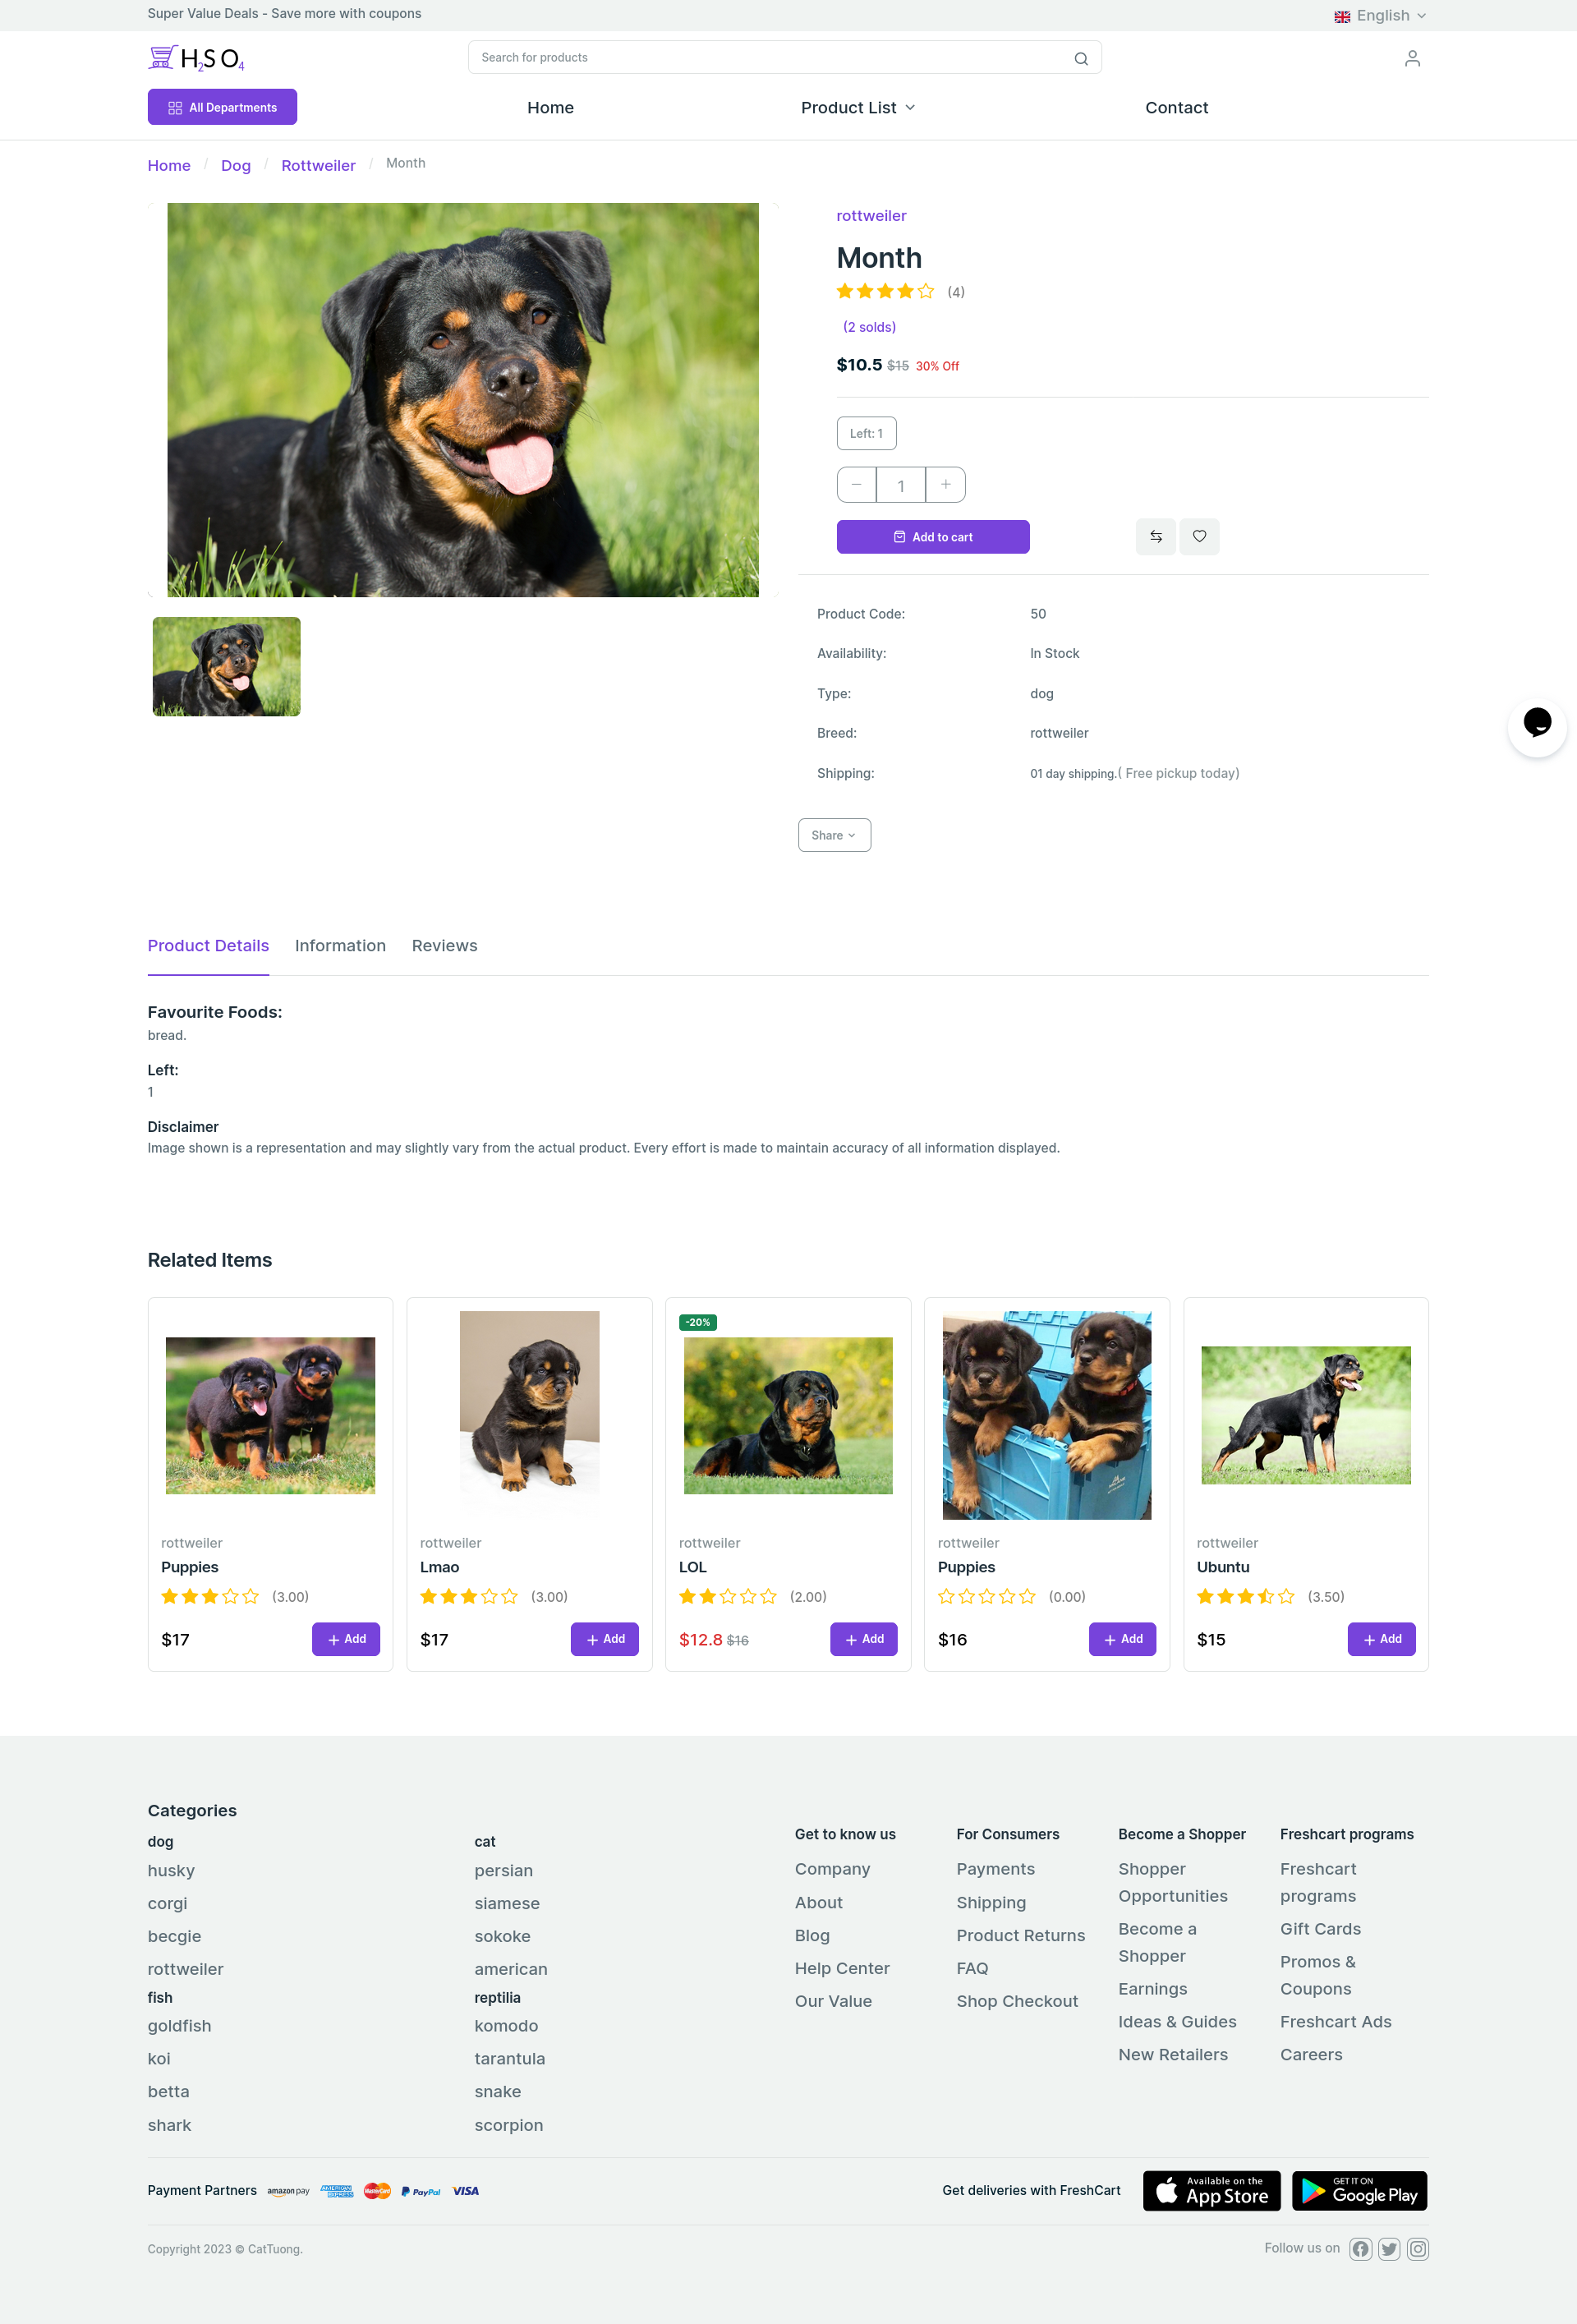 Super Value Deals - Save more with coupons
English
H2SO4
Search for products
All Departments
Home
Product List
Contact
Home / Dog / Rottweiler / Month
rottweiler
Month
(4)
(2 solds)
$10.5 $15 30% Off
Left: 1
1
Add to cart
Product Code: 50
Availability: In Stock
Type: dog
Breed: rottweiler
Shipping: 01 day shipping.( Free pickup today)
Share
Product Details
Information
Reviews
Favourite Foods:
bread.
Left:
1
Disclaimer
Image shown is a representation and may slightly vary from the actual product. Every effort is made to maintain accuracy of all information displayed.
Related Items
rottweiler
Puppies
(3.00)
$17
Add
rottweiler
Lmao
(3.00)
$17
Add
-20%
rottweiler
LOL
(2.00)
$12.8 $16
Add
rottweiler
Puppies
(0.00)
$16
Add
rottweiler
Ubuntu
(3.50)
$15
Add
Categories
dog
husky
corgi
becgie
rottweiler
fish
goldfish
koi
betta
shark
cat
persian
siamese
sokoke
american
reptilia
komodo
tarantula
snake
scorpion
Get to know us
Company
About
Blog
Help Center
Our Value
For Consumers
Payments
Shipping
Product Returns
FAQ
Shop Checkout
Become a Shopper
Shopper
Opportunities
Become a
Shopper
Earnings
Ideas & Guides
New Retailers
Freshcart programs
Freshcart
programs
Gift Cards
Promos &
Coupons
Freshcart Ads
Careers
Payment Partners
amazon pay
AMERICAN
EXPRESS
MasterCard
PayPal
VISA
Get deliveries with FreshCart
Available on the
App Store
GET IT ON
Google Play
Copyright 2023 © CatTuong.
Follow us on